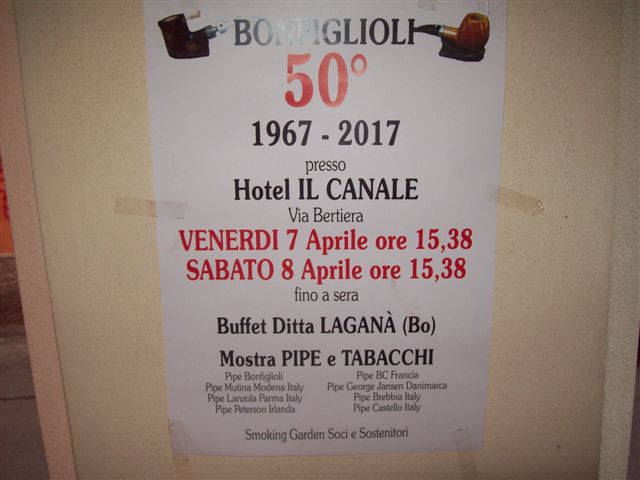 BONFIGLIOLI
50°
1967 - 2017
presso
Hotel IL CANALE
Via Bertiera
VENERDI 7 Aprile ore 15,38
SABATO 8 Aprile ore 15,38
fino a sera
Buffet Ditta LAGANÀ (Bo)
Mostra PIPE e TABACCHI
Pipe Bonfiglioli
Pipe Mutina Modena Italy
Pipe Lanzola Parma Italy
Pipe Peterson Irlanda
Pipe BC Francia
Pipe George Jansen Danimarca
Pipe Brebbia Italy
Pipe Castello Italy
Smoking Garden Soci e Sostenitori